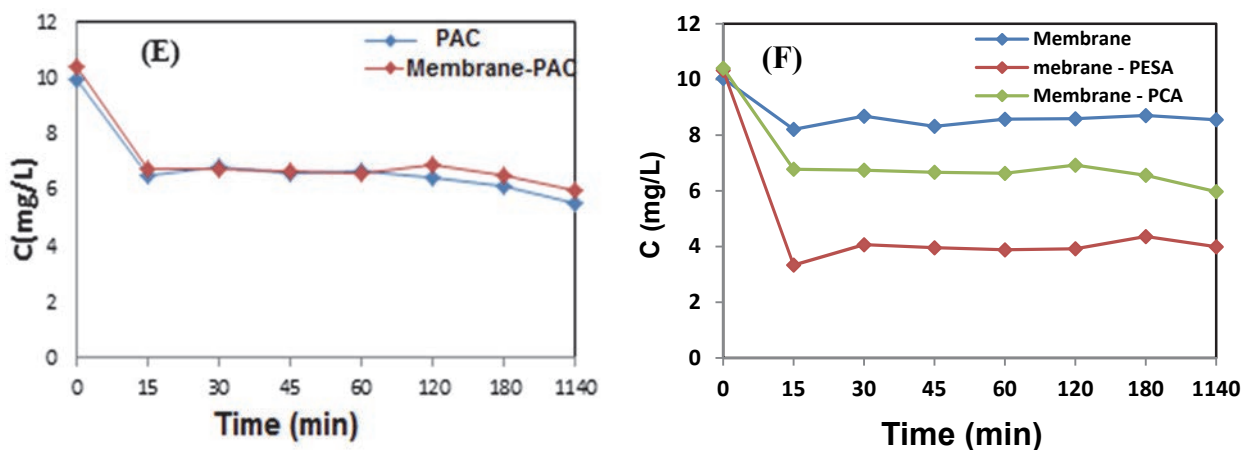 (E)
PAC
Membrane-PAC
12
10
8
6
4
2
0
C(mg/L)
0 15 30 45 60 120 180 1140
Time (min)
(F)
Membrane
mebrane - PESA
Membrane - PCA
12
10
8
6
4
2
0
C (mg/L)
0 15 30 45 60 120 180 1140
Time (min)